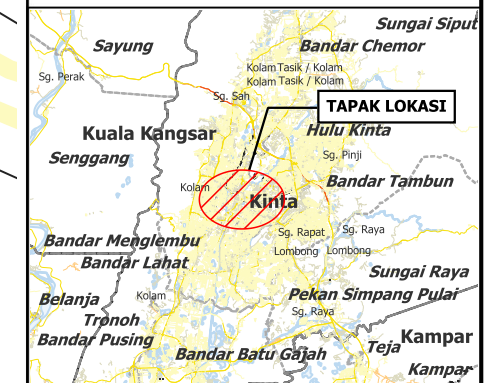 Sungai Siput
Sayung
Bandar Chemor
Kolam Tasik / Kolam
Kolam Tasik / Kolam
Sg. Perak
Sg. Sah
TAPAK LOKASI
Kuala Kangsar
Hulu Kinta
Senggang
Sg. Pinji
Bandar Tambun
Kolam
Kinta
Sg. Rapat
Sg. Raya
Bandar Menglembu
Lombong
Lombong
Bandar Lahat
Sungai Raya
Belanja
Kolam
Pekan Simpang Pulai
Sg. Raya
Tronoh
Bandar Pusing
Kampar
Teja
Bandar Batu Gajah
Kampar